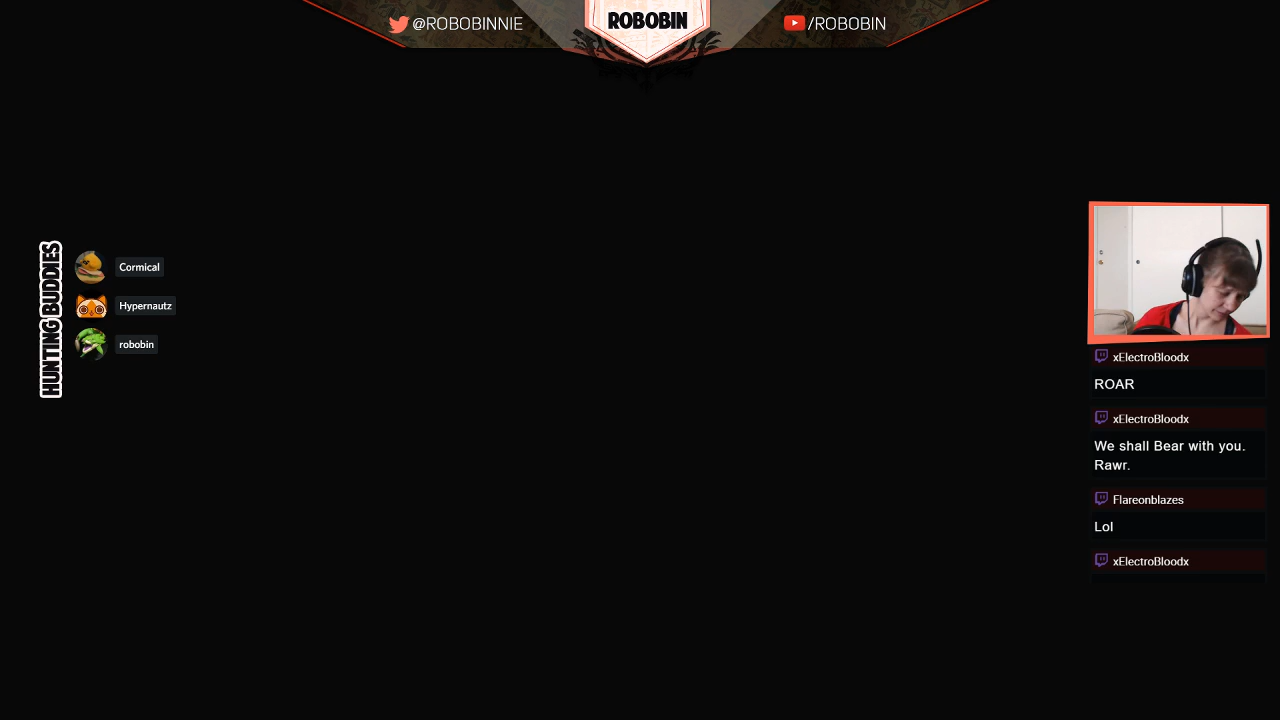 @ROBOBINNIE
ROBOBIN
/ROBOBIN
HUNTING BUDDIES
Cormical
Hypernautz
robobin
xElectroBloodx
ROAR
xElectroBloodx
We shall Bear with you.
Rawr.
Flareonblazes
Lol
xElectroBloodx